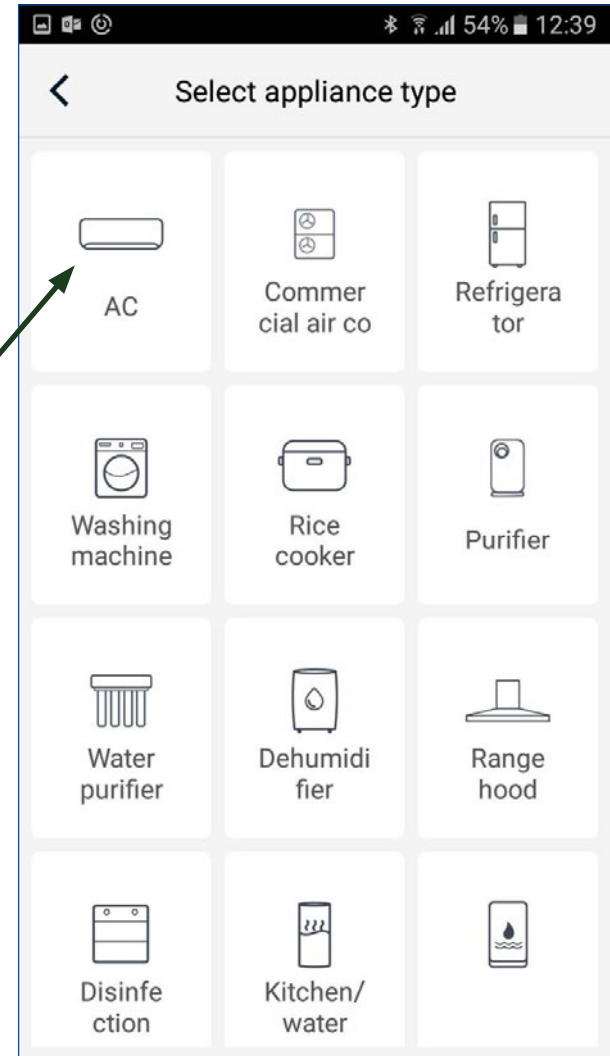 54% 12:39
Select appliance type
AC
Commer
cial air co
Refrigera
tor
Washing
machine
Rice
cooker
Purifier
Water
purifier
Dehumidi
fier
Range
hood
Disinfe
ction
Kitchen/
water